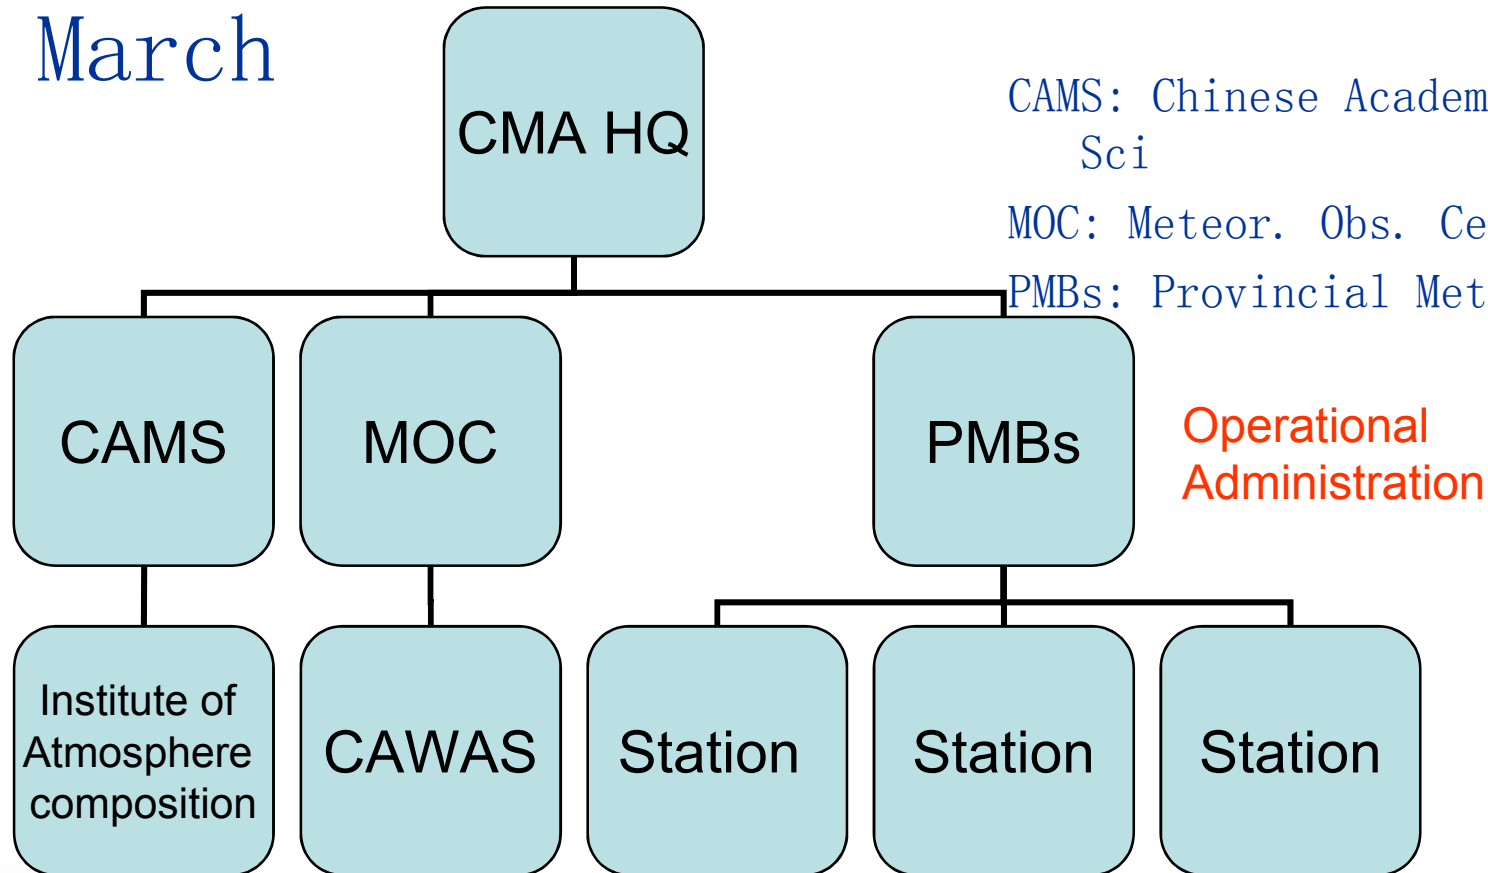 March
CMA HQ
CAMS: Chinese Academ
Sci
MOC: Meteor. Obs. Ce
PMBs: Provincial Met
CAMS
MOC
PMBs
Operational
Administration
Institute of
Atmosphere
composition
CAWAS
Station
Station
Station